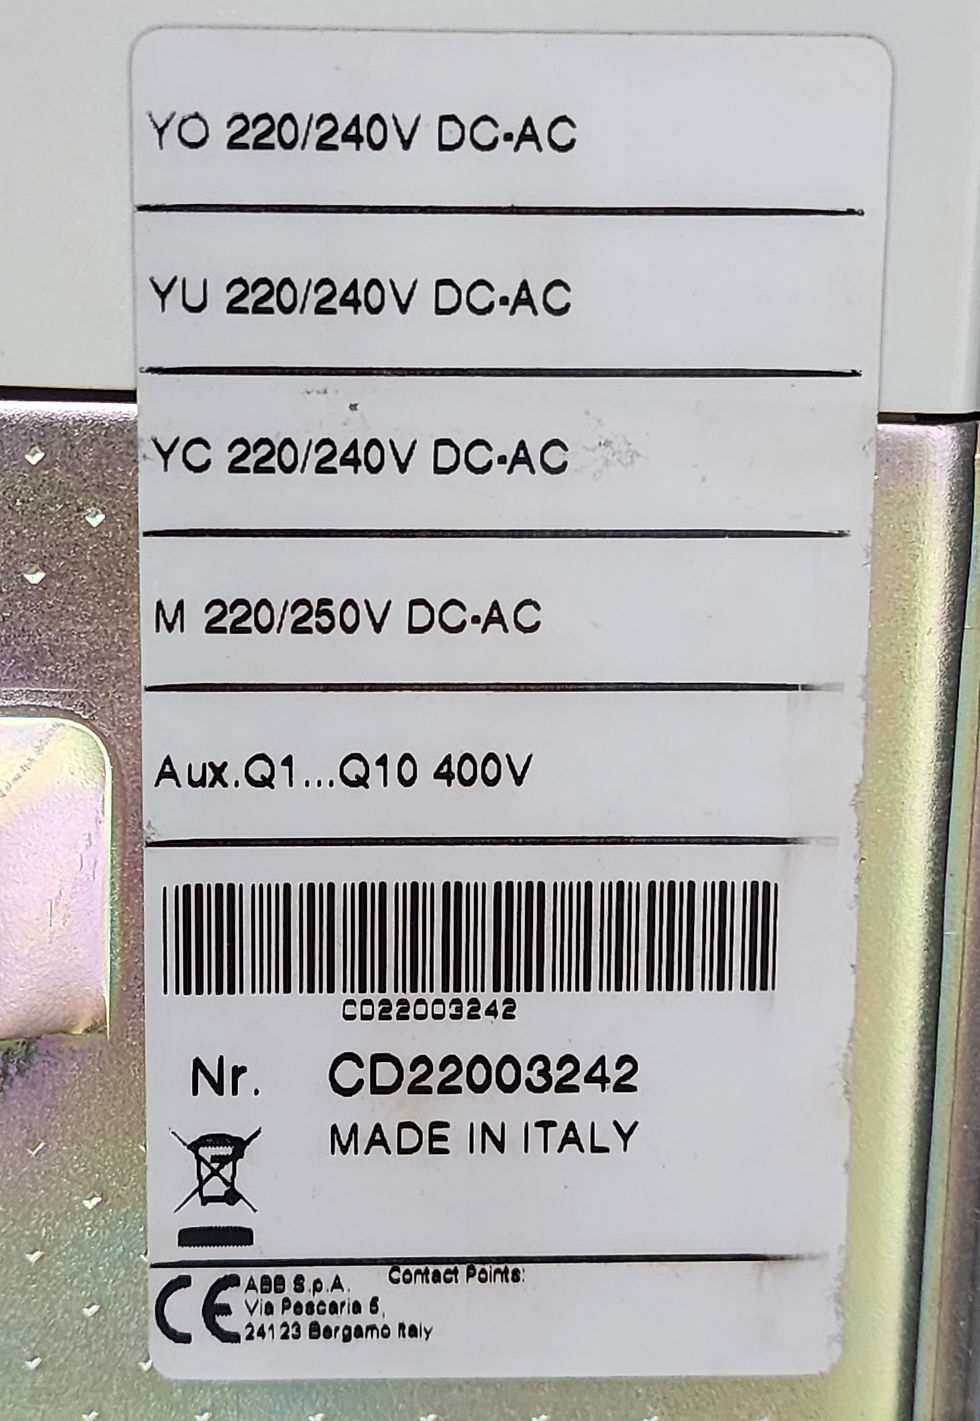 YO 220/240V DC-AC
YU 220/240V DC-AC
YC 220/240V DC-AC
M 220/250V DC-AC
Aux.Q1...Q10 400V
CD22003242
Nr. CD22003242
MADE IN ITALY
CE
ABB S.p.A.
Via Pescaria 5,
24123 Bergamo Italy
Contact Points: